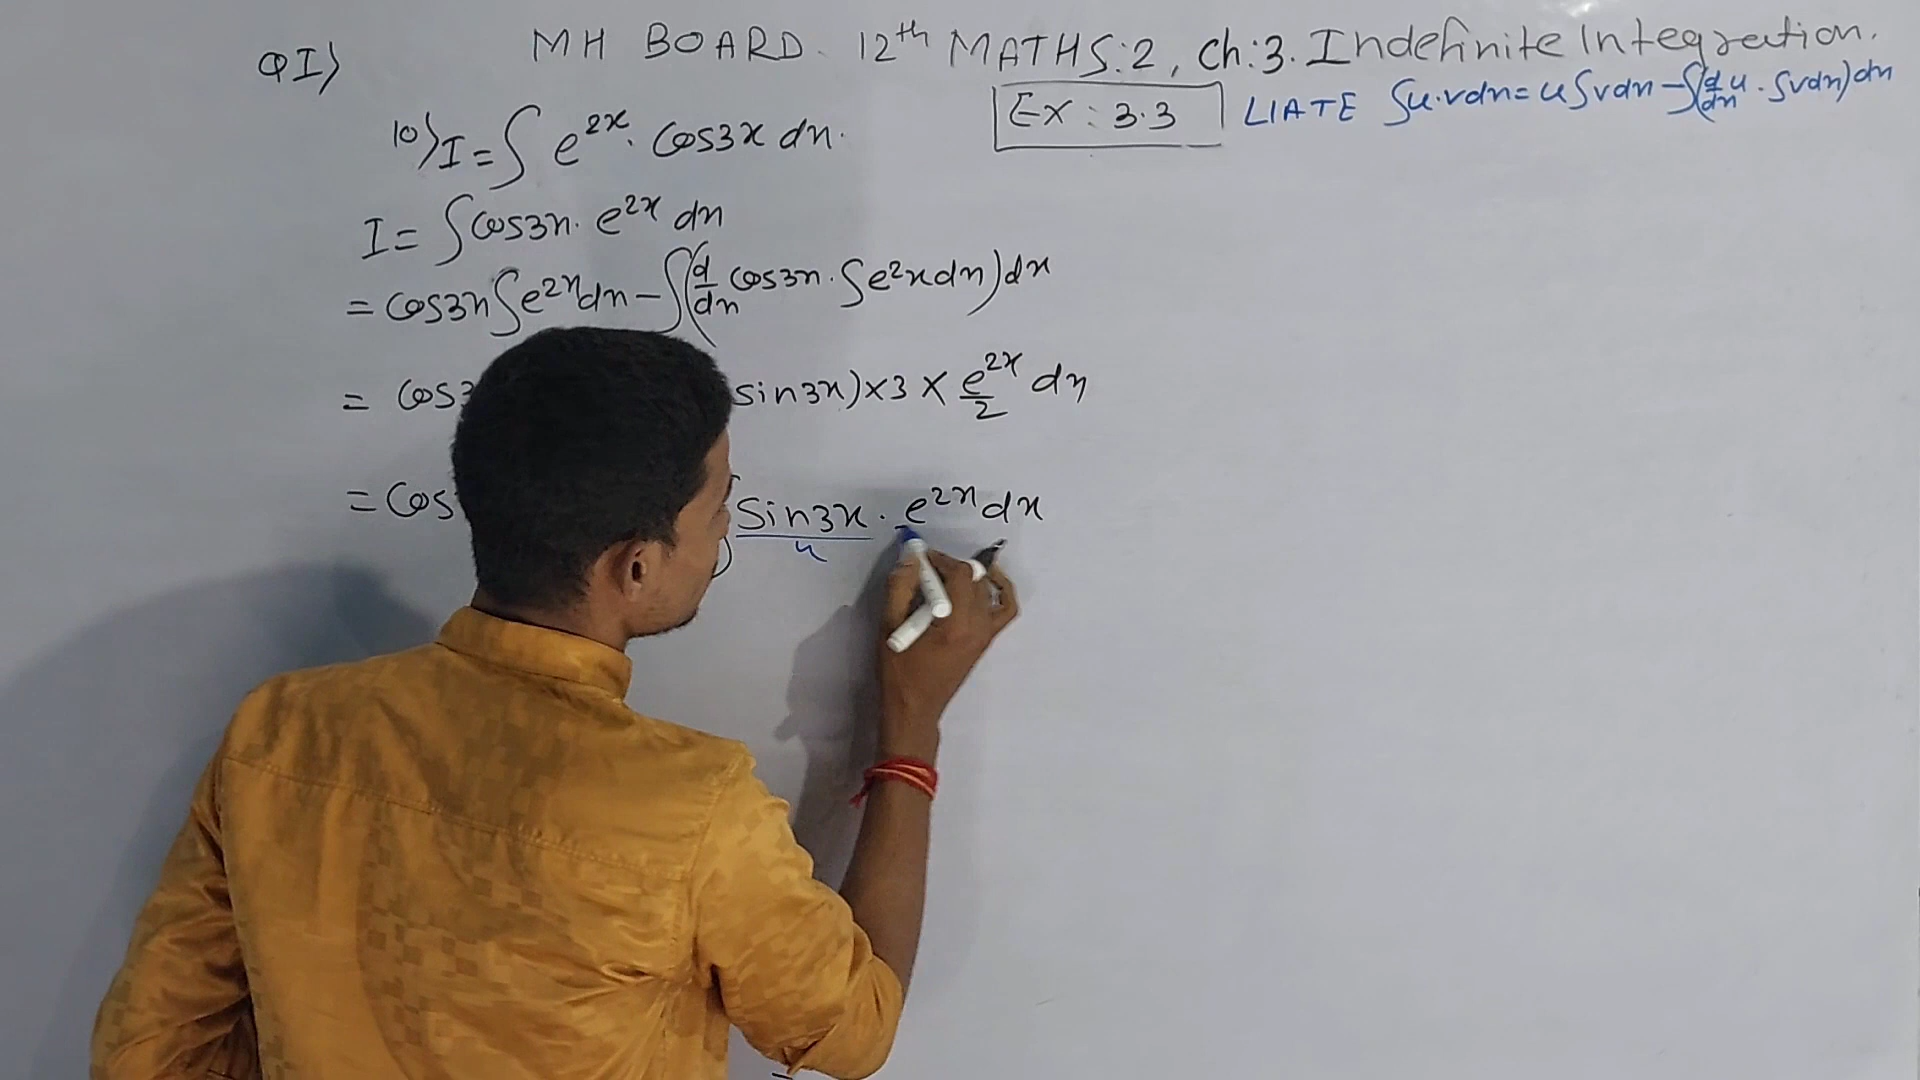 MH BOARD. 12th MATHS:2, Ch:3. Indefinite Integration.
QI)
Ex: 3.3 LIATE ∫u.vdx = u∫vdx - ∫(d/dx u . ∫vdx)dx
10) I = ∫ e^2x. Cos3x dx.
I = ∫Cos3x. e^2x dx
= Cos3x∫e^2x dx - ∫(d/dx cos3x . ∫e^2x dx)dx
= Cos3 sin3x) × 3 × e^2x/2 dx
= Cos ∫ Sin3x . e^2x dx
u